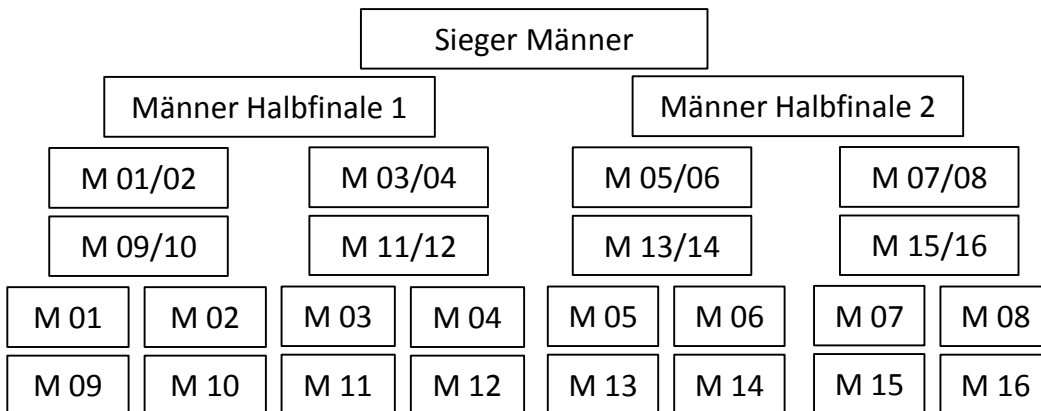 Sieger Männer
Männer Halbfinale 1 Männer Halbfinale 2
M 01/02 M 03/04 M 05/06 M 07/08
M 09/10 M 11/12 M 13/14 M 15/16
M 01 M 02 M 03 M 04 M 05 M 06 M 07 M 08
M 09 M 10 M 11 M 12 M 13 M 14 M 15 M 16